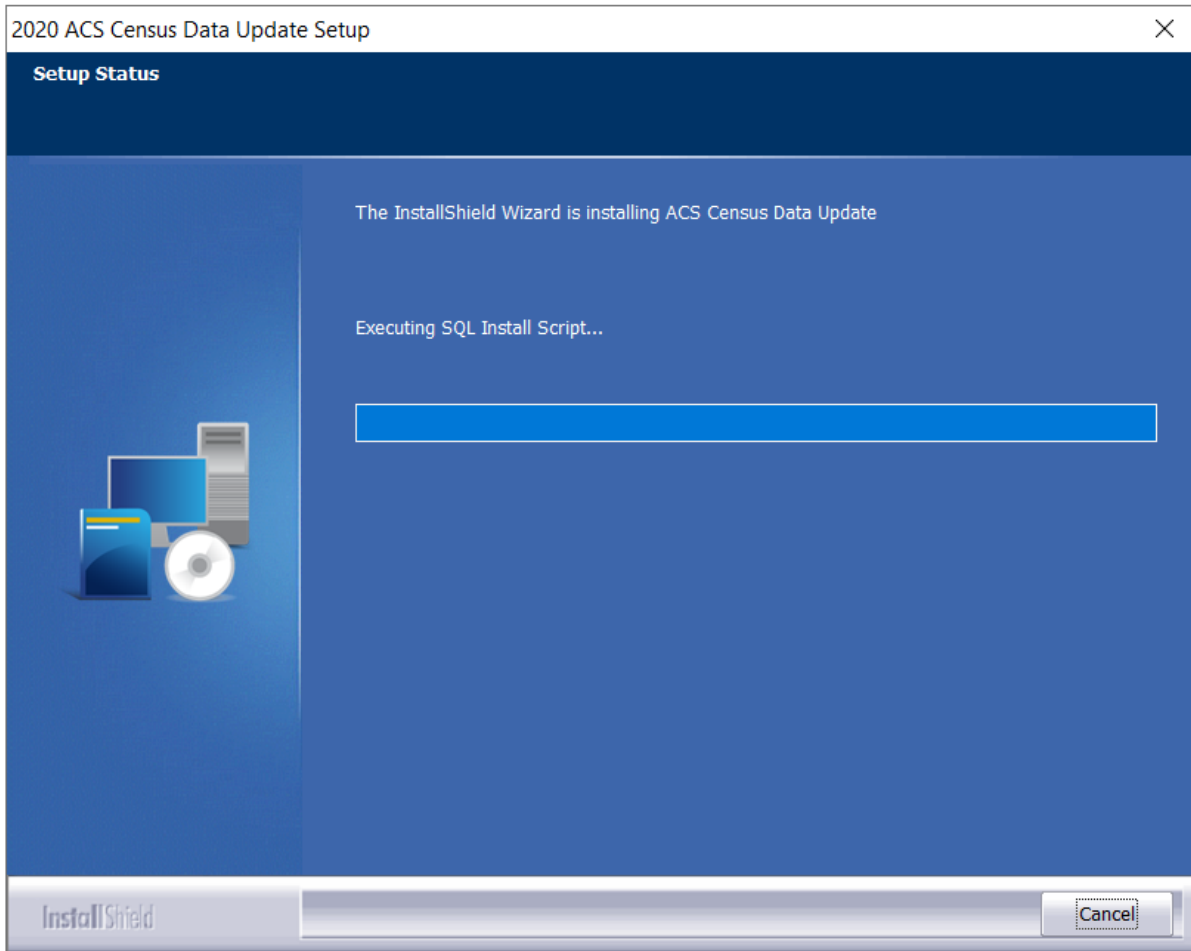 2020 ACS Census Data Update Setup
Setup Status
The InstallShield Wizard is installing ACS Census Data Update
Executing SQL Install Script...
InstallShield
Cancel